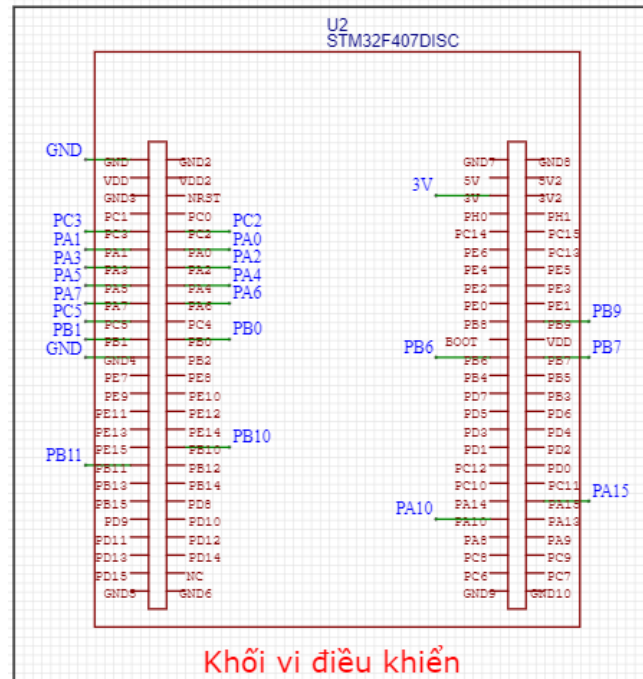 U2
STM32F407DISC
GND GND GND2 GND7 GND8
VDD VDD2 5V 5V2
3V GND3 NRST 3V 3V2
PC1 PC0 PH0 PH1
PC3 PC3 PC2 PC2 PC14 PC15
PA1 PA1 PA0 PA0 PE6 PC13
PA3 PA3 PA2 PA2 PE4 PE5
PA5 PA5 PA4 PA4 PE2 PE3
PA7 PA7 PA6 PA6 PE0 PE1
PC5 PC5 PC4 PB8 PB9 PB9
PB1 PB1 PB0 PB0 BOOT VDD
GND GND4 PB2 PB6 PB6 PB7 PB7
PE7 PE8 PB4 PB5
PE9 PE10 PD7 PB3
PE11 PE12 PD5 PD6
PE13 PE14 PD3 PD4
PE15 PB10 PB10 PD1 PD2
PB11 PB11 PB12 PC12 PD0
PB13 PB14 PC10 PC11
PB15 PD8 PA14 PA15 PA15
PD9 PD10 PA10 PA10 PA13
PD11 PD12 PA8 PA9
PD13 PD14 PC8 PC9
PD15 NC PC6 PC7
GND5 GND6 GND9 GND10
Khối vi điều khiển